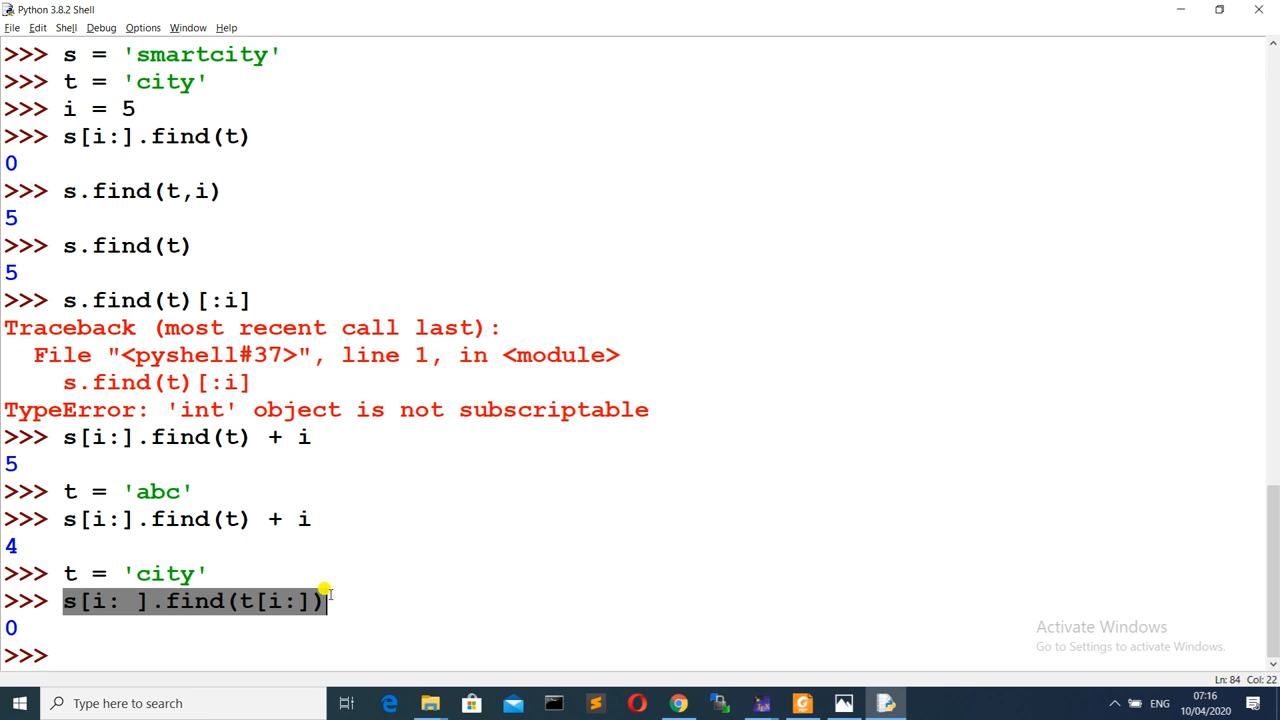 Python 3.8.2 Shell
File Edit Shell Debug Options Window Help
>>> s = 'smartcity'
>>> t = 'city'
>>> i = 5
>>> s[i:].find(t)
0
>>> s.find(t,i)
5
>>> s.find(t)
5
>>> s.find(t)[:i]
Traceback (most recent call last):
  File "<pyshell#37>", line 1, in <module>
    s.find(t)[:i]
TypeError: 'int' object is not subscriptable
>>> s[i:].find(t) + i
5
>>> t = 'abc'
>>> s[i:].find(t) + i
4
>>> t = 'city'
>>> s[i: ].find(t[i:])
0
>>>
Activate Windows
Go to Settings to activate Windows.
Ln: 84 Col: 22
Type here to search
ENG
07:16
10/04/2020